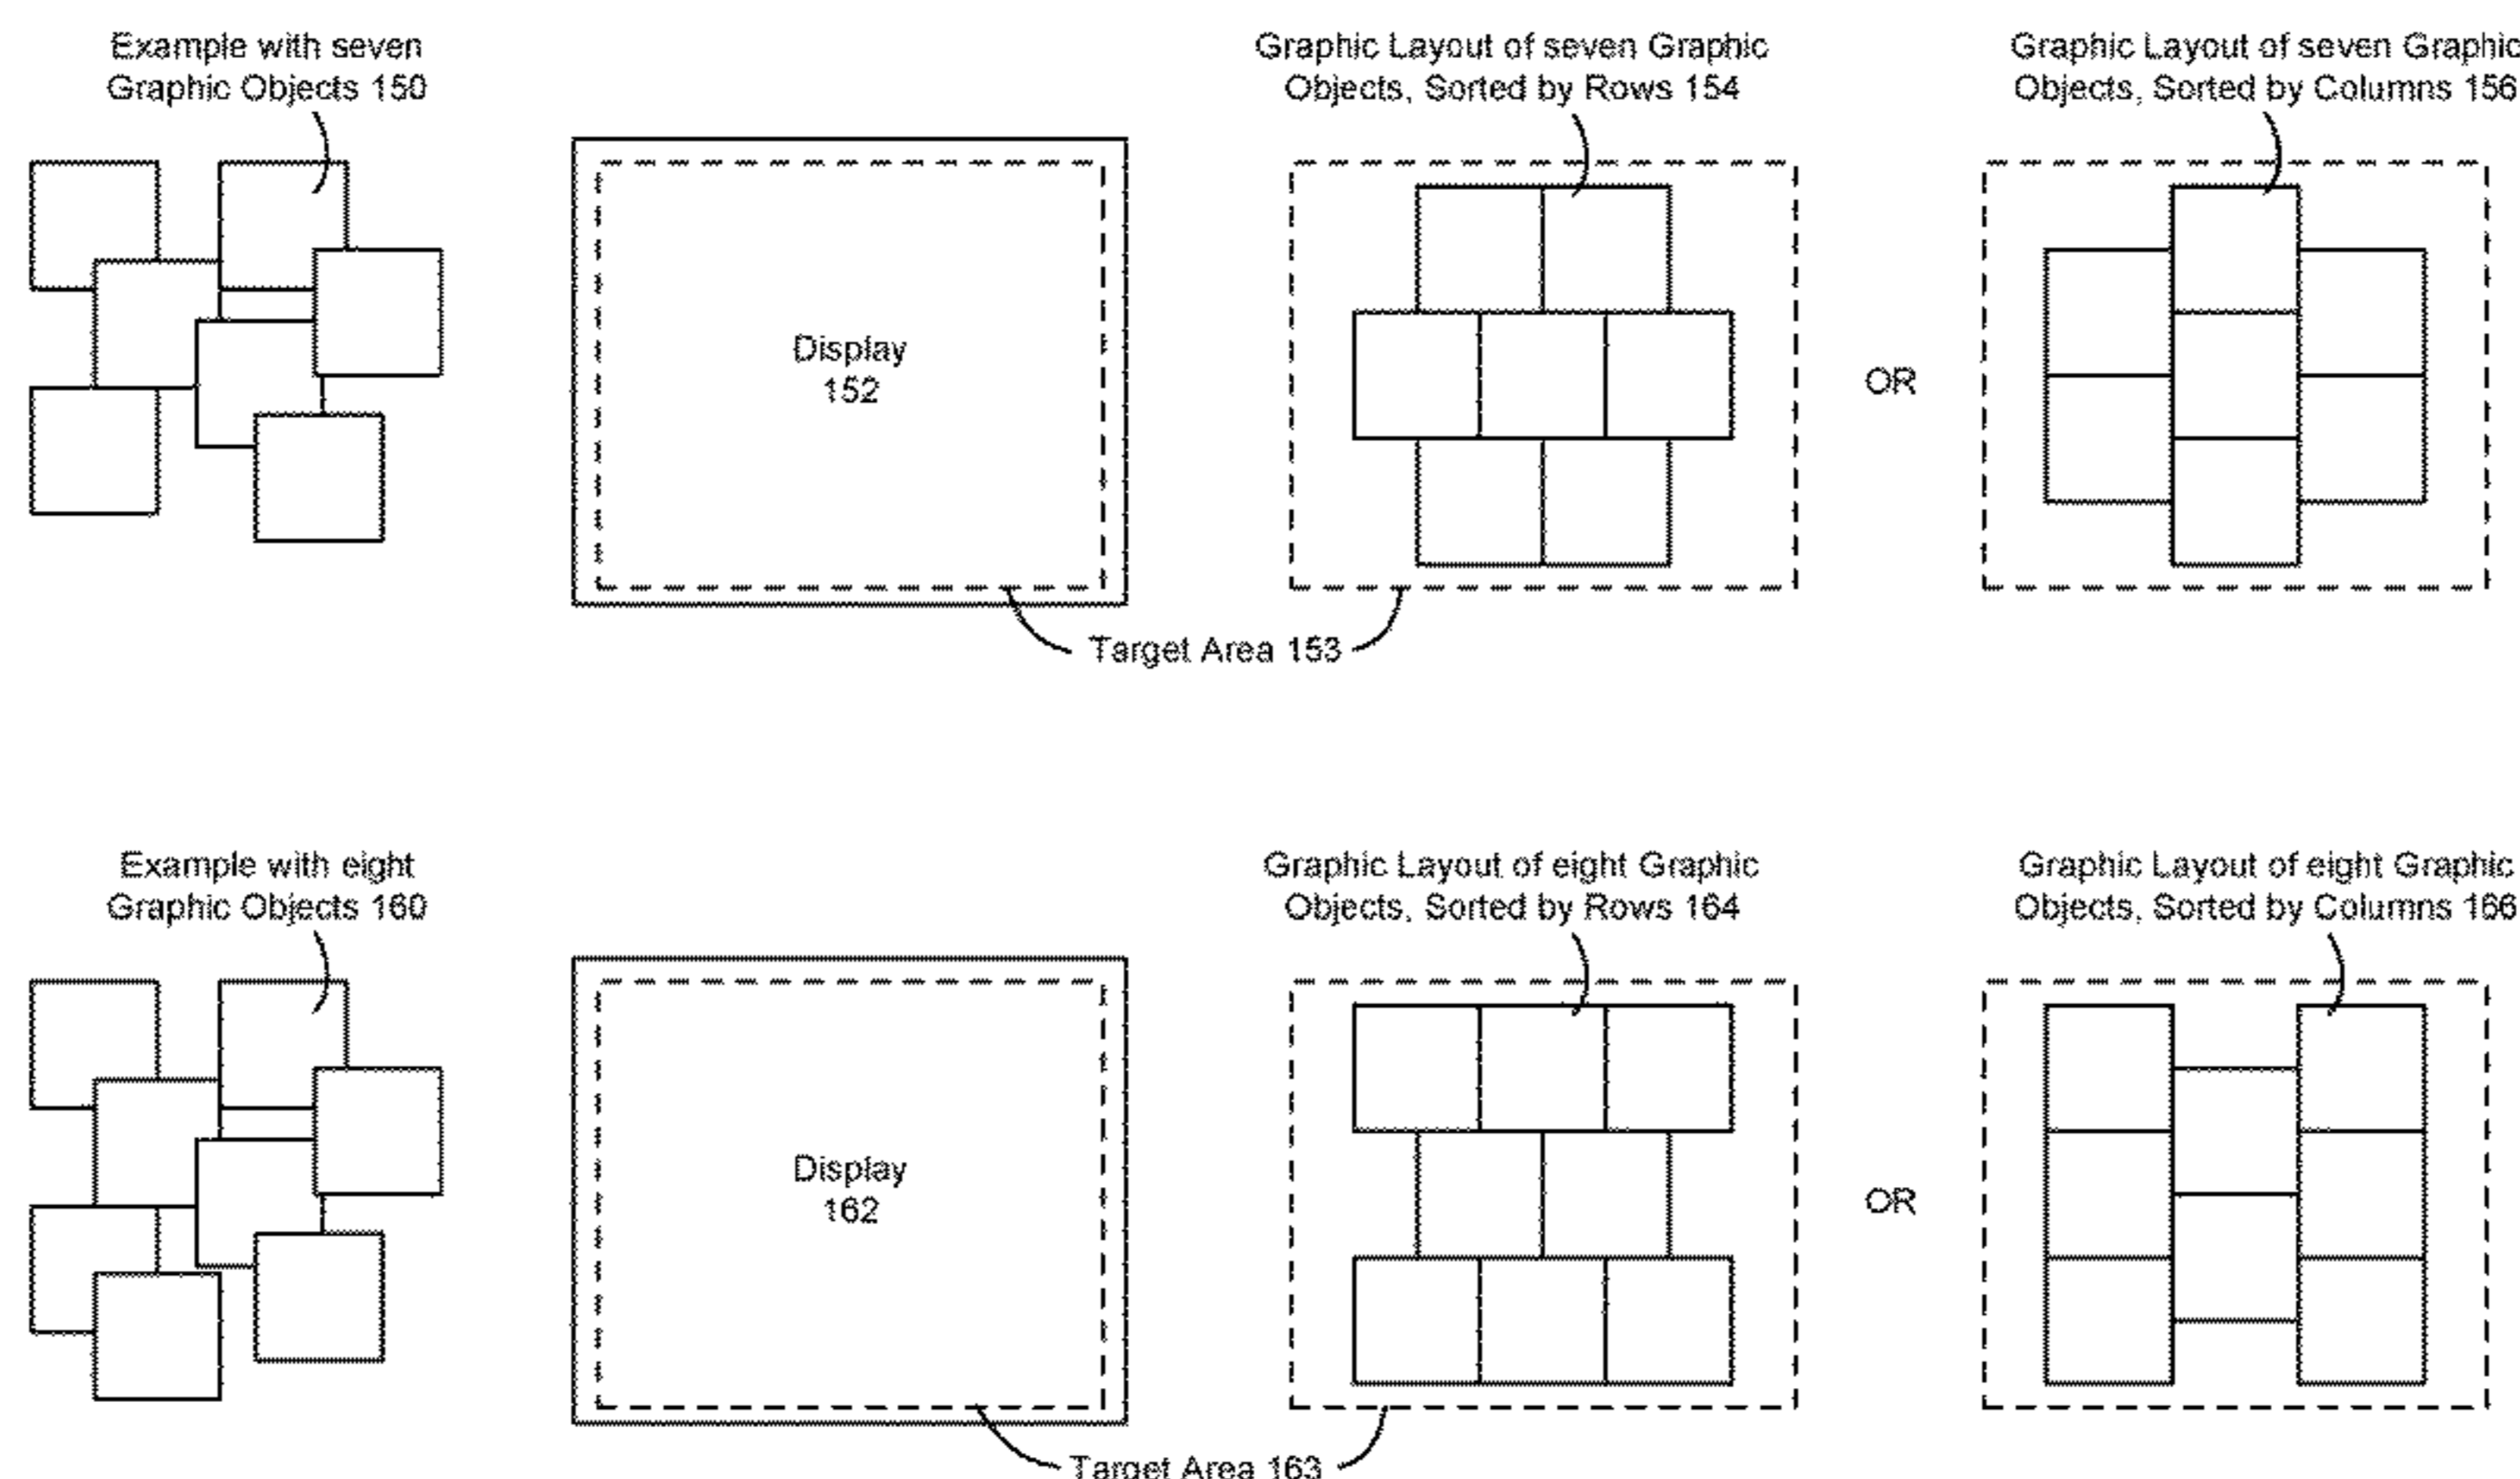 Example with seven
Graphic Objects 150
Graphic Layout of seven Graphic
Objects, Sorted by Rows 154
Graphic Layout of seven Graphic
Objects, Sorted by Columns 156
Display
152
OR
Target Area 153
Example with eight
Graphic Objects 160
Graphic Layout of eight Graphic
Objects, Sorted by Rows 164
Graphic Layout of eight Graphic
Objects, Sorted by Columns 166
Display
162
OR
Target Area 163